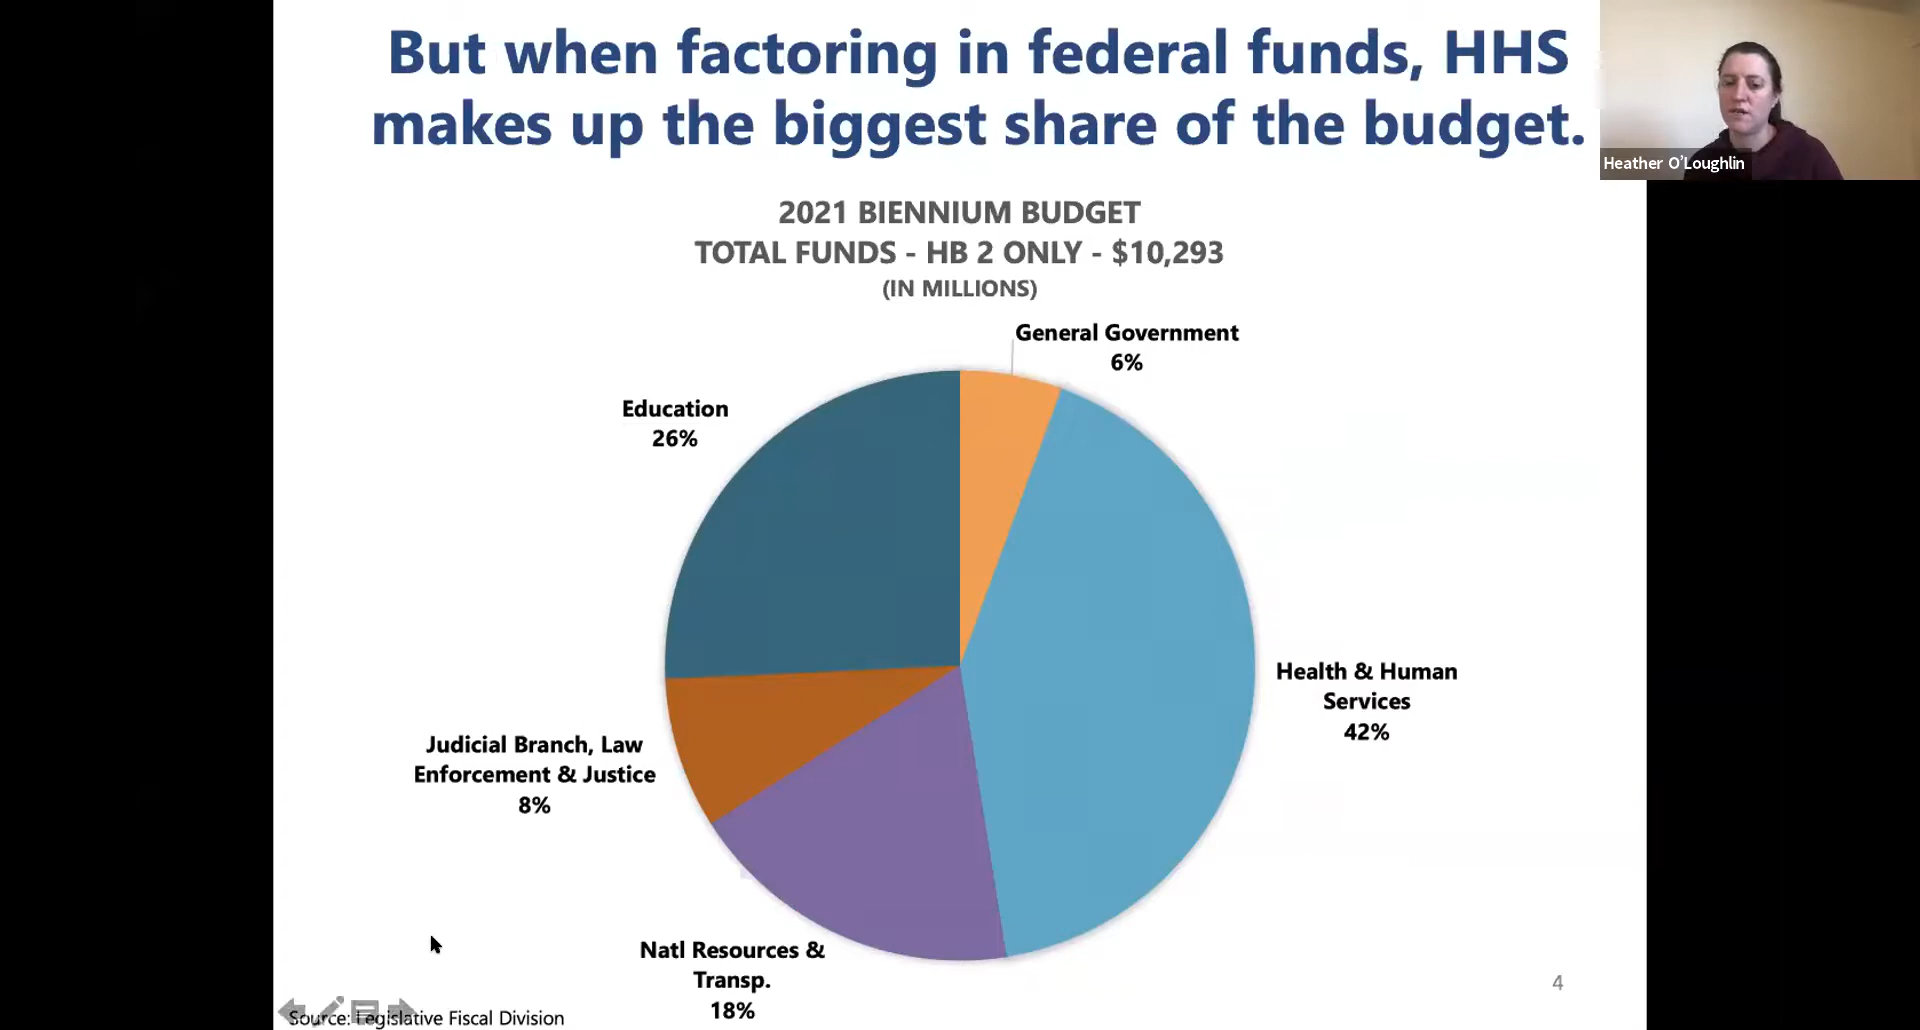 But when factoring in federal funds, HHS
makes up the biggest share of the budget.
Heather O'Loughlin
2021 BIENNIUM BUDGET
TOTAL FUNDS - HB 2 ONLY - $10,293
(IN MILLIONS)
General Government
6%
Education
26%
Health & Human
Services
42%
Judicial Branch, Law
Enforcement & Justice
8%
Natl Resources &
Transp.
18%
4
Source: Legislative Fiscal Division